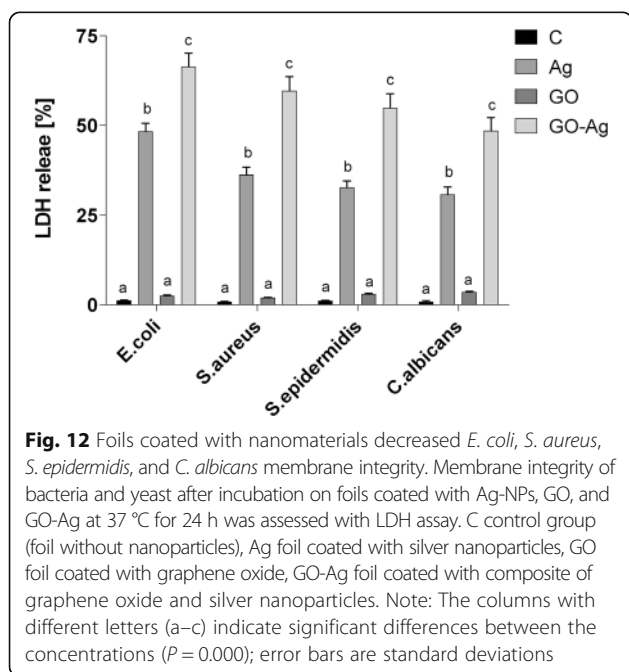 75
50
25
0
LDH releae [%]
C
Ag
GO
GO-Ag
a
b
a
c
a
b
a
c
a
b
a
c
a
b
a
c
E.coli
S.aureus
S.epidermidis
C.albicans
Fig. 12 Foils coated with nanomaterials decreased E. coli, S. aureus,
S. epidermidis, and C. albicans membrane integrity. Membrane integrity of
bacteria and yeast after incubation on foils coated with Ag-NPs, GO, and
GO-Ag at 37 °C for 24 h was assessed with LDH assay. C control group
(foil without nanoparticles), Ag foil coated with silver nanoparticles, GO
foil coated with graphene oxide, GO-Ag foil coated with composite of
graphene oxide and silver nanoparticles. Note: The columns with
different letters (a–c) indicate significant differences between the
concentrations (P = 0.000); error bars are standard deviations